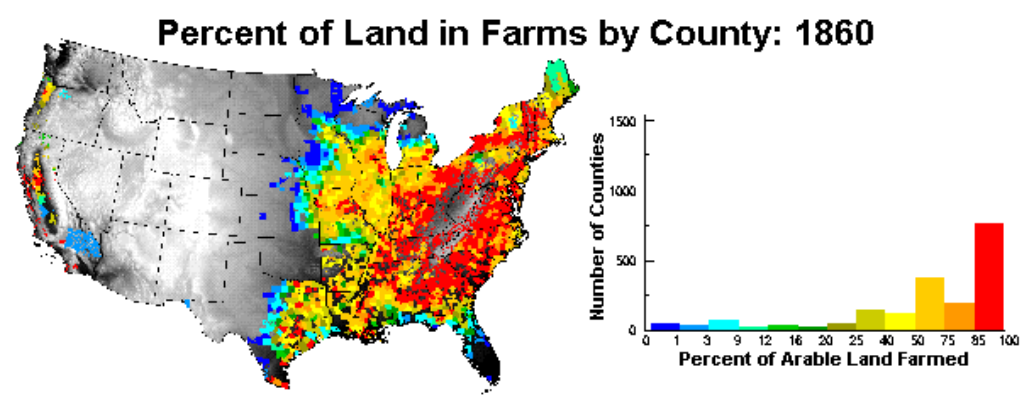 Percent of Land in Farms by County: 1860
Number of Counties
1500
1000
500
0
0 1 3 9 12 16 20 25 40 50 75 85 100
Percent of Arable Land Farmed